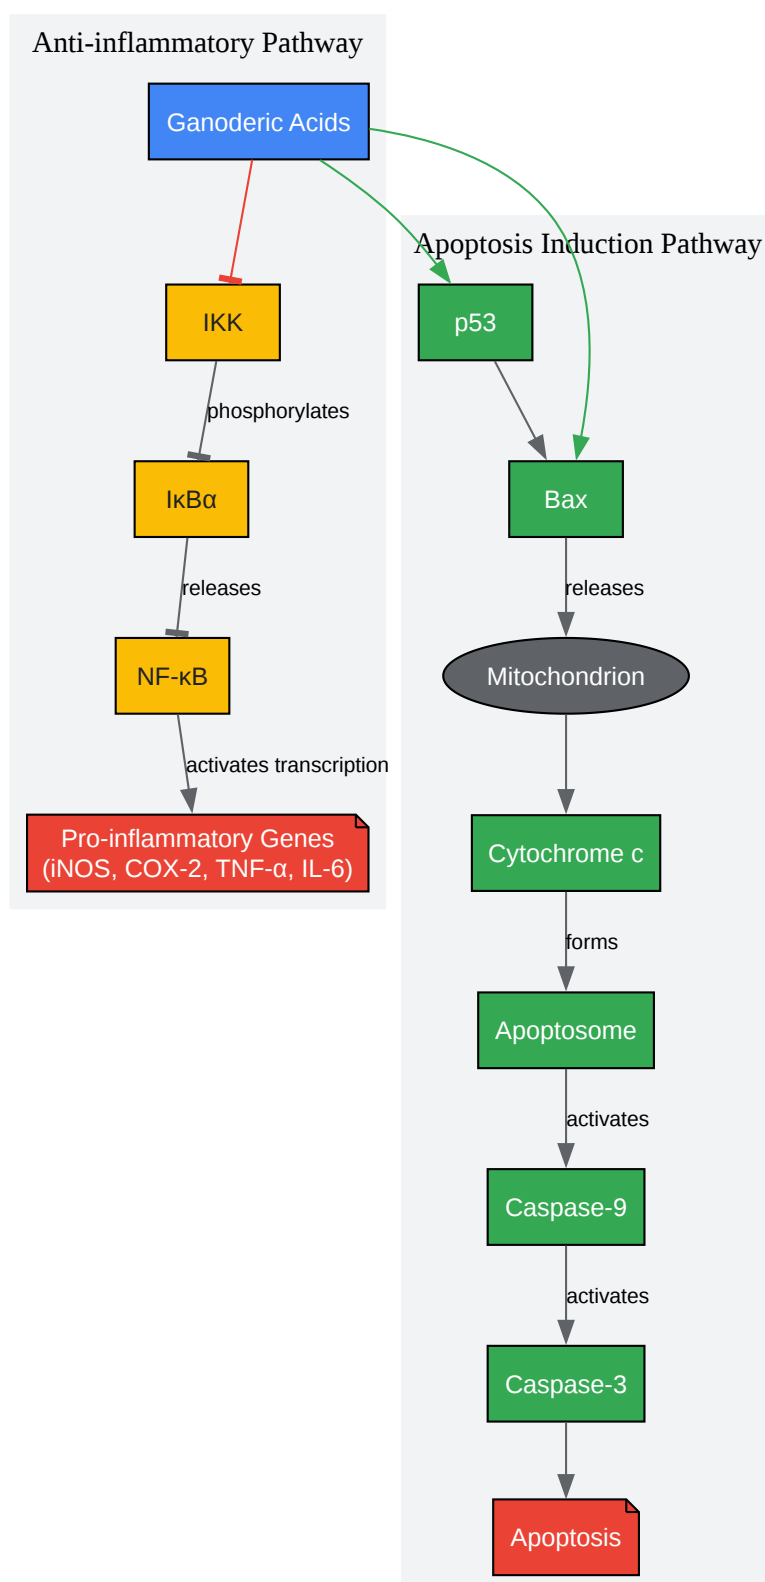 Anti-inflammatory Pathway
Ganoderic Acids
IKK
phosphorylates
IκBα
releases
NF-κB
activates transcription
Pro-inflammatory Genes
(iNOS, COX-2, TNF-α, IL-6)
Apoptosis Induction Pathway
p53
Bax
releases
Mitochondrion
Cytochrome c
forms
Apoptosome
activates
Caspase-9
activates
Caspase-3
Apoptosis